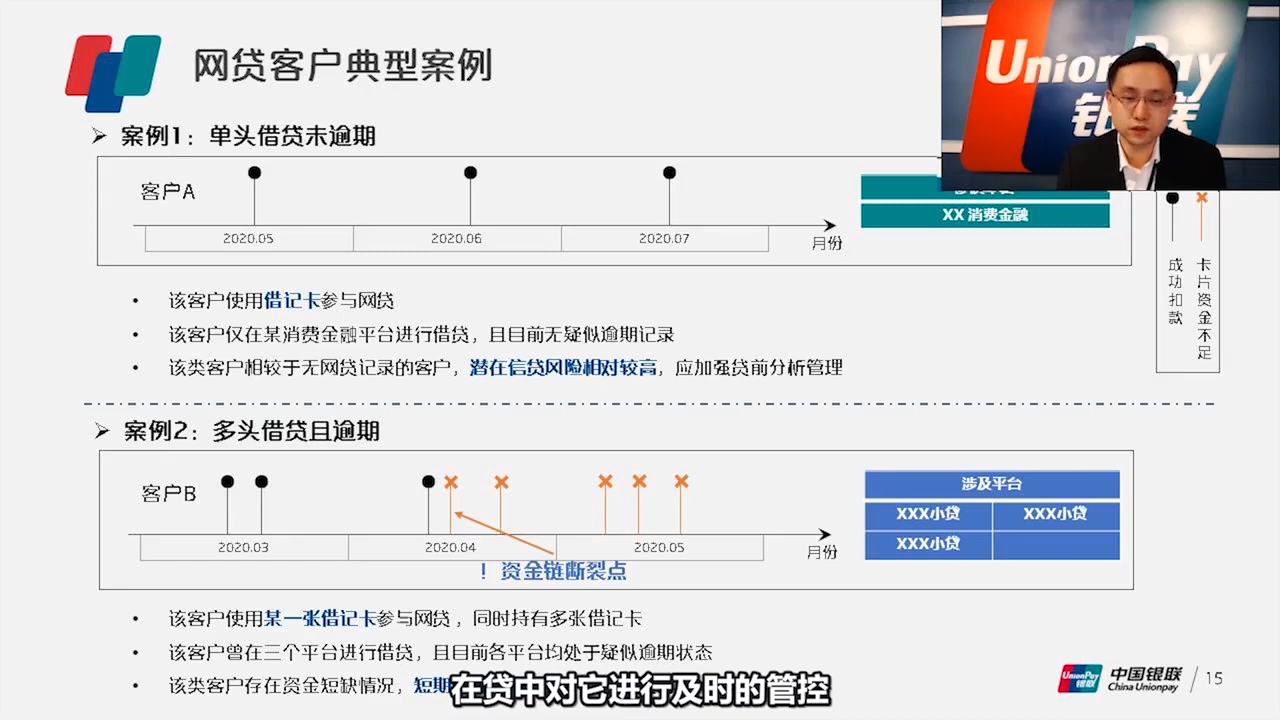 网贷客户典型案例
UnionPay
银联
案例1：单头借贷未逾期
客户A
2020.05
2020.06
2020.07
月份
XX 消费金融
成功扣款
卡片资金不足
• 该客户使用借记卡参与网贷
• 该客户仅在某消费金融平台进行借贷，且目前无疑似逾期记录
• 该类客户相较于无网贷记录的客户，潜在信贷风险相对较高，应加强贷前分析管理
案例2：多头借贷且逾期
客户B
2020.03
2020.04
2020.05
月份
！资金链断裂点
涉及平台
XXX小贷 XXX小贷
XXX小贷
• 该客户使用某一张借记卡参与网贷，同时持有多张借记卡
• 该客户曾在三个平台进行借贷，且目前各平台均处于疑似逾期状态
• 该类客户存在资金短缺情况，短期
在贷中对它进行及时的管控
UnionPay
银联
中国银联
China Unionpay
15